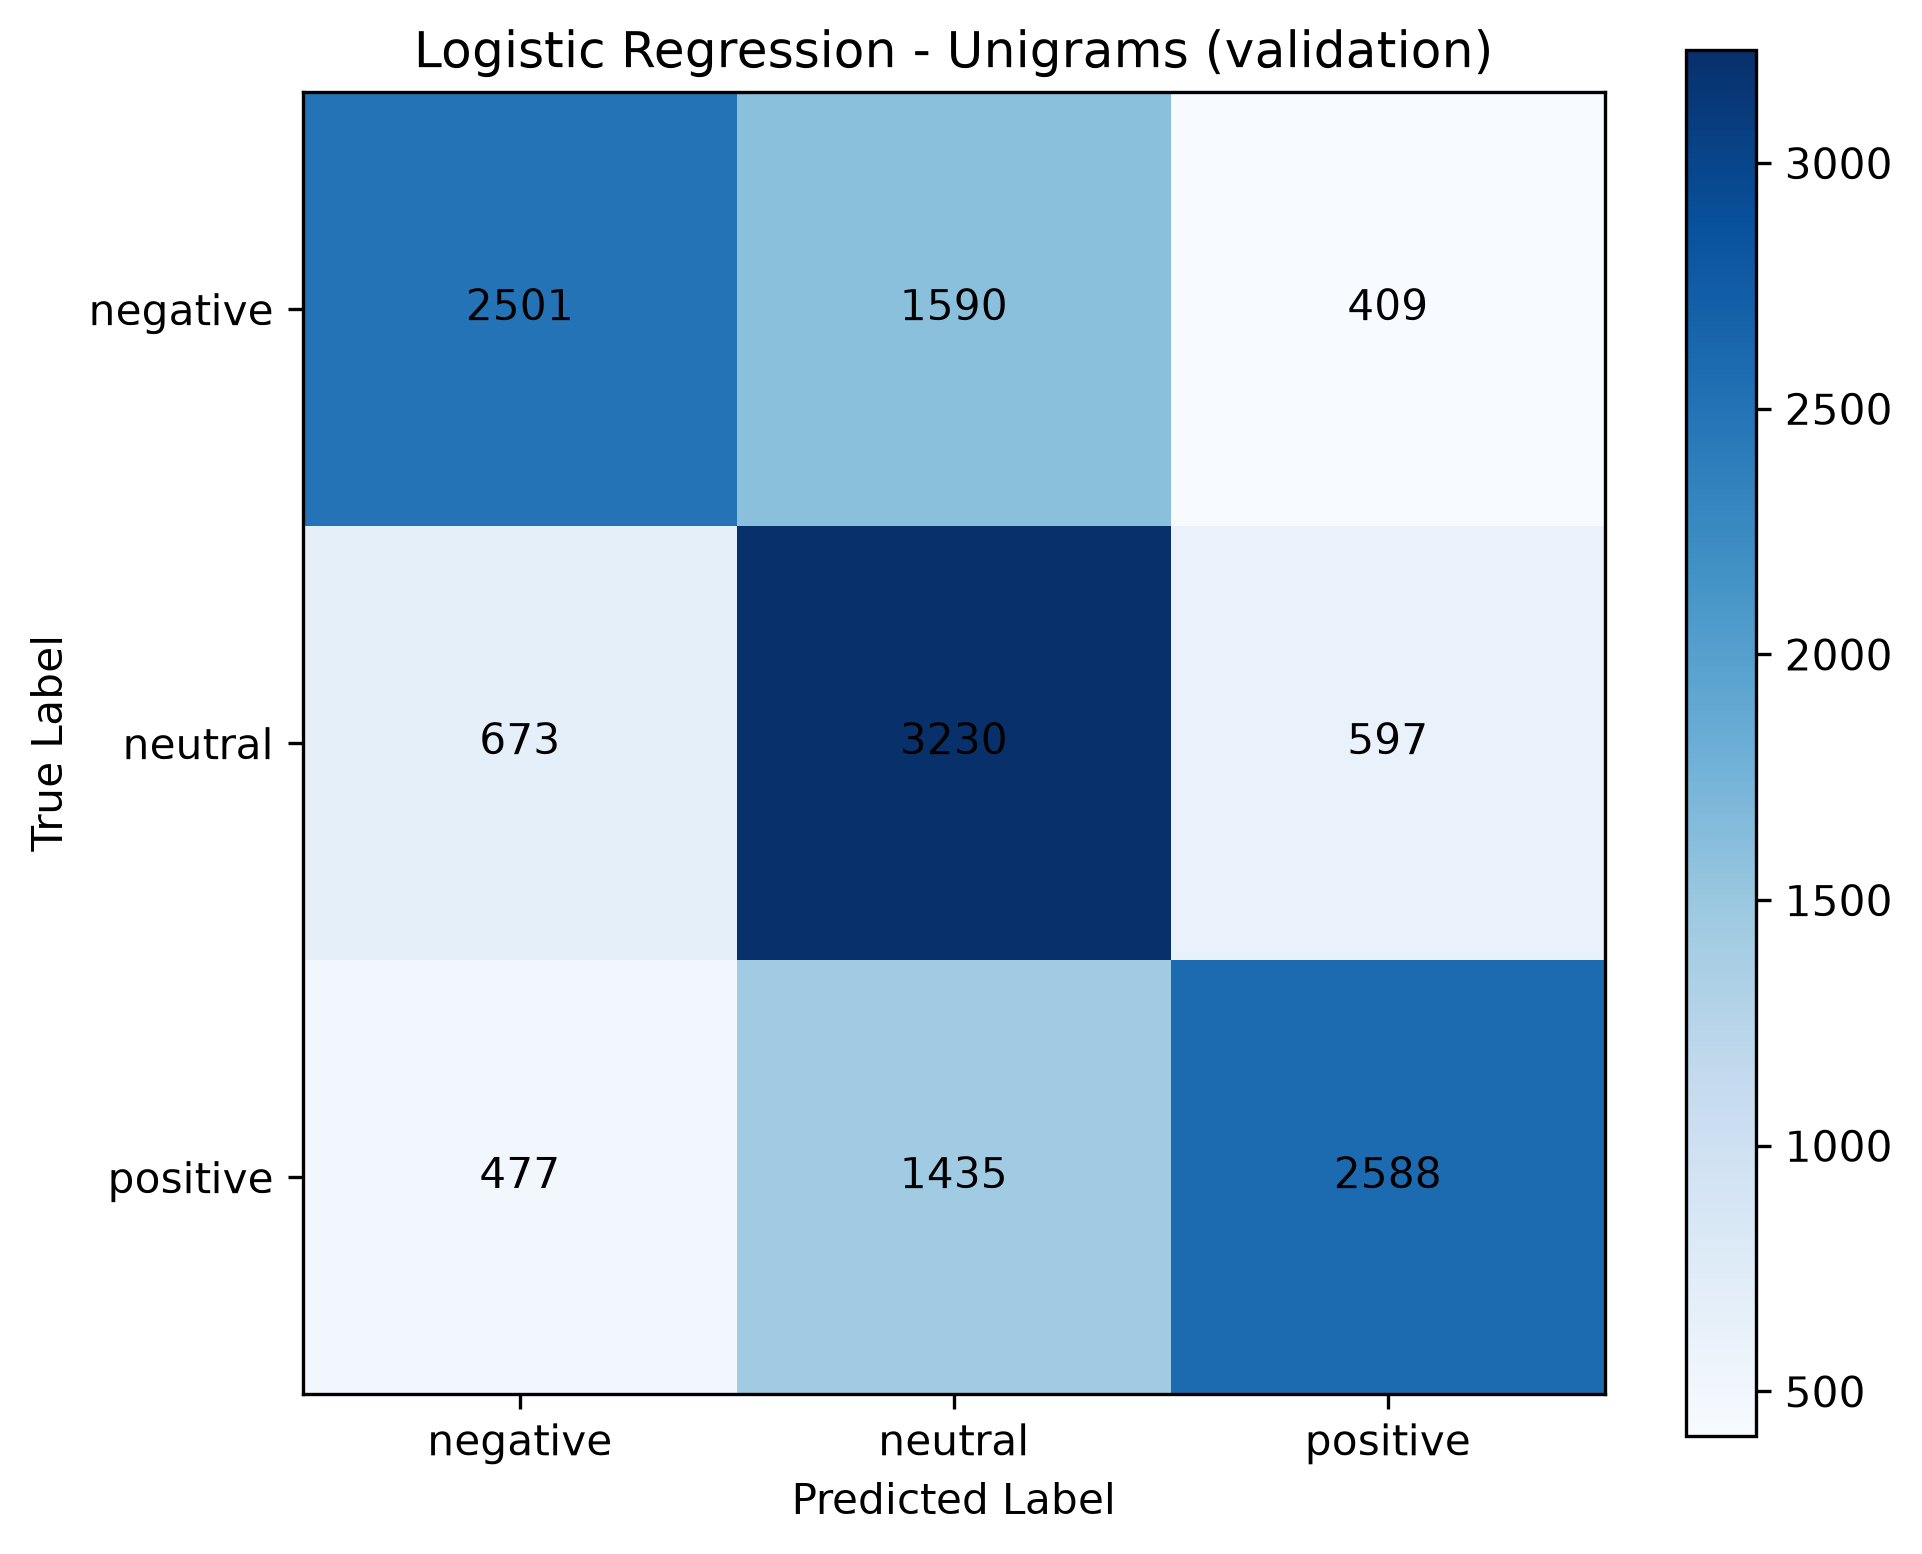 Logistic Regression - Unigrams (validation)
3000
2500
2000
1500
1000
500
True Label
negative 2501 1590 409
neutral 673 3230 597
positive 477 1435 2588
negative neutral positive
Predicted Label